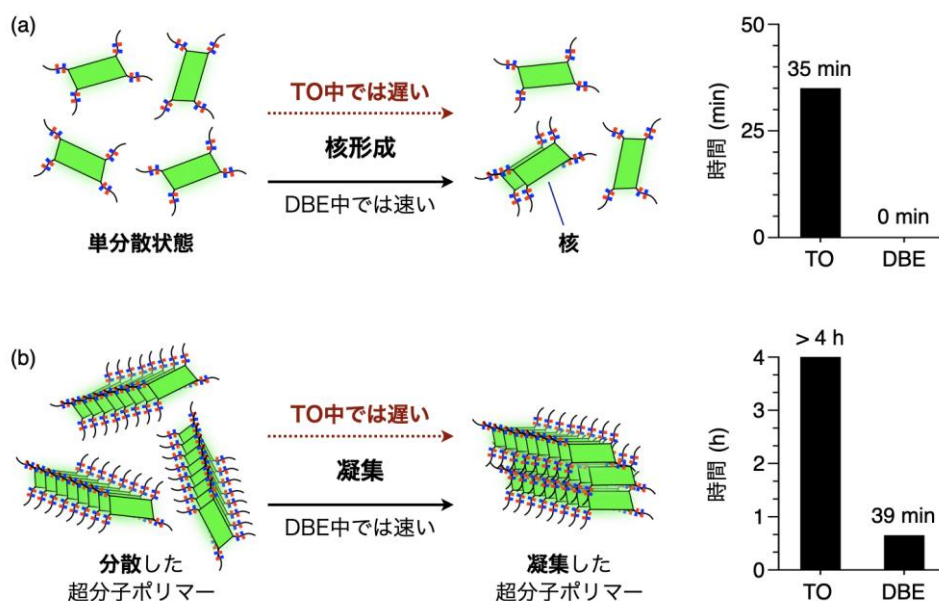 (a)
TO中では遅い
核形成
DBE中では速い
単分散状態
核
時間 (min)
50
25
0
35 min
0 min
TO
DBE
(b)
TO中では遅い
凝集
DBE中では速い
分散した
超分子ポリマー
凝集した
超分子ポリマー
時間 (h)
4
3
2
1
0
> 4 h
39 min
TO
DBE